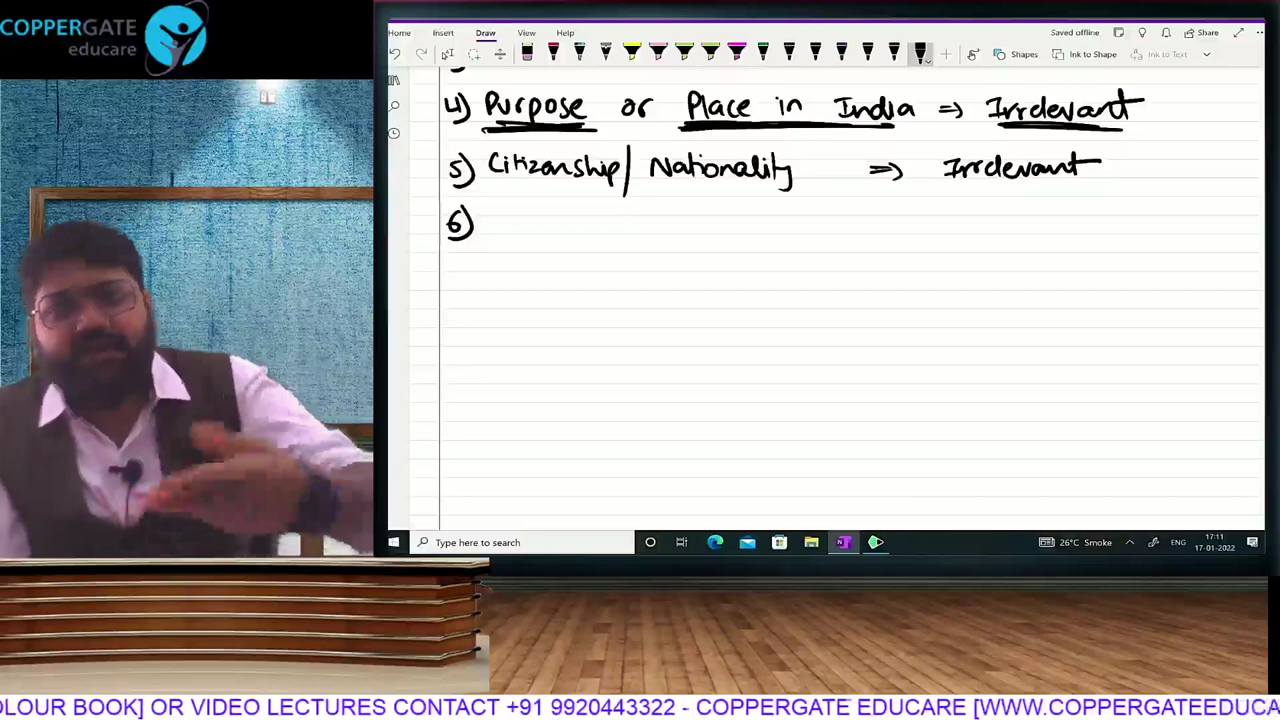 COPPERGATE
educare
Home Insert Draw View Help
Saved offline
Share
Shapes
Ink to Shape
Ink to Text
4) Purpose or Place in India => Irrelevant
5) Citizenship/ Nationality => Irrelevant
6)
Type here to search
26°C Smoke
ENG
17:11
17-01-2022
OLOUR BOOK] OR VIDEO LECTURES CONTACT +91 9920443322 - COPPERGATE EDUCARE [WWW.COPPERGATEEDUCA